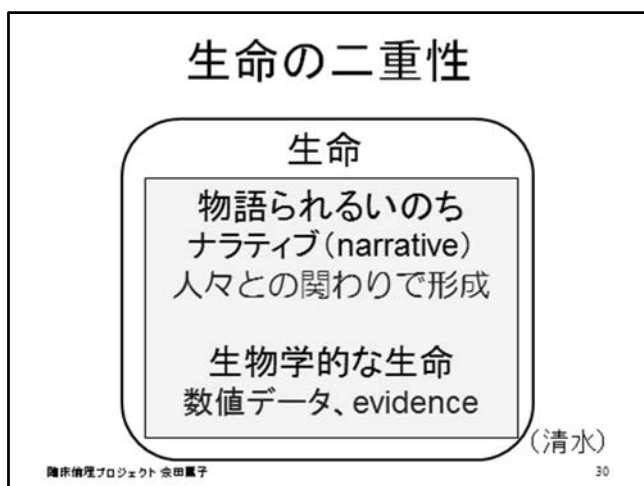 生命の二重性
生命
物語られるいのち
ナラティブ(narrative)
人々との関わりで形成
生物学的な生命
数値データ、evidence
(清水)
臨床倫理プロジェクト 会田薫子
30